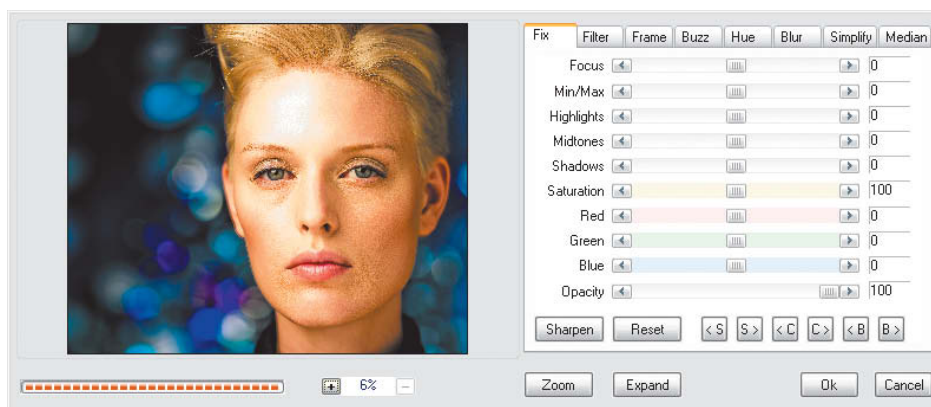 Fix Filter Frame Buzz Hue Blur Simplify Median
Focus 0
Min/Max 0
Highlights 0
Midtones 0
Shadows 0
Saturation 100
Red 0
Green 0
Blue 0
Opacity 100
Sharpen Reset < S S > < C C > < B B >
+ 6% − Zoom Expand Ok Cancel